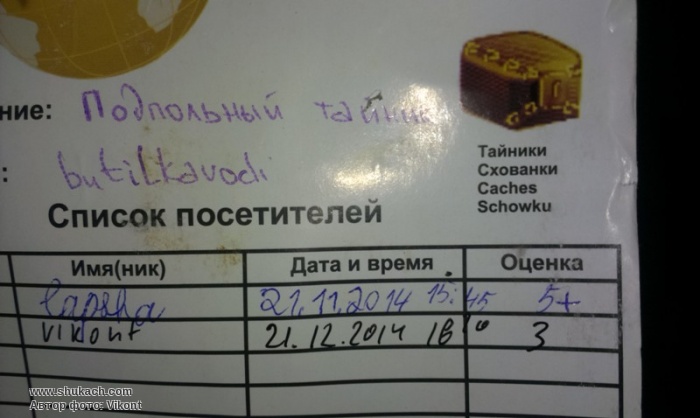 ние: Подпольный тайник
: butilkavodi
Тайники
Схованки
Caches
Schowku
Список посетителей
Имя(ник) Дата и время Оценка
lapsha 21.11.2014 15:45 5+
vikont 21.12.2014 16 10 3
www.shukach.com
Автор фото: Vikont